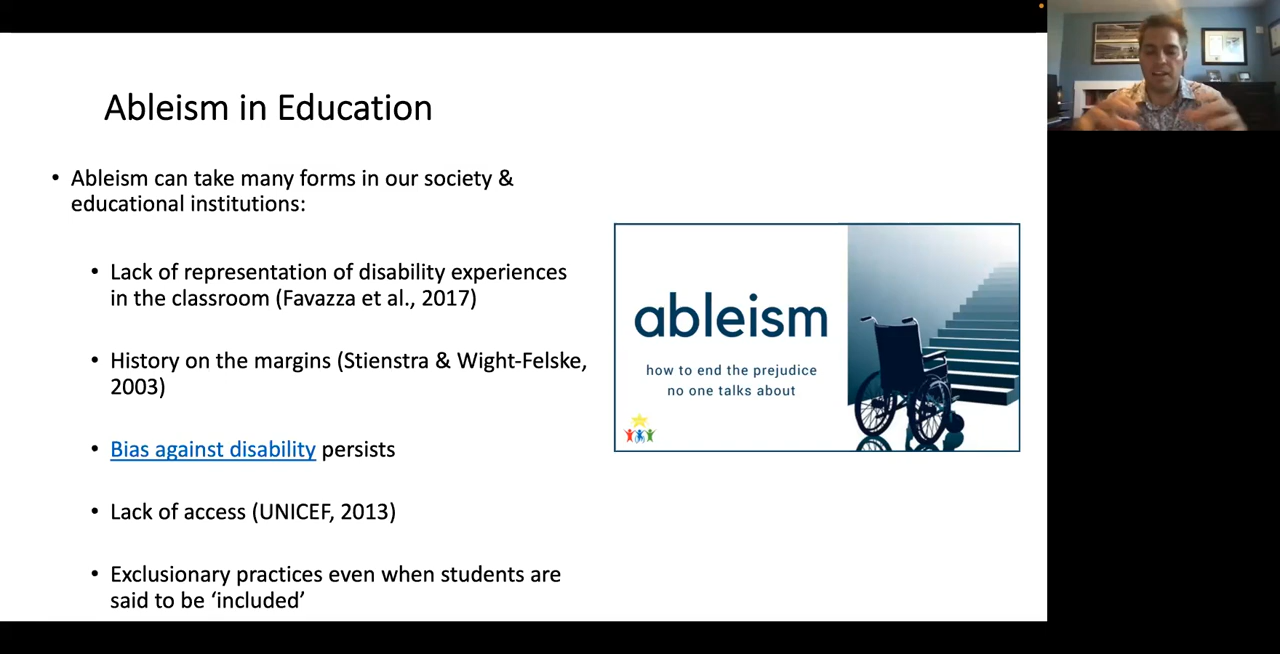 Ableism in Education
• Ableism can take many forms in our society &
educational institutions:
• Lack of representation of disability experiences
in the classroom (Favazza et al., 2017)
• History on the margins (Stienstra & Wight-Felske,
2003)
• Bias against disability persists
• Lack of access (UNICEF, 2013)
• Exclusionary practices even when students are
said to be ‘included’
ableism
how to end the prejudice
no one talks about